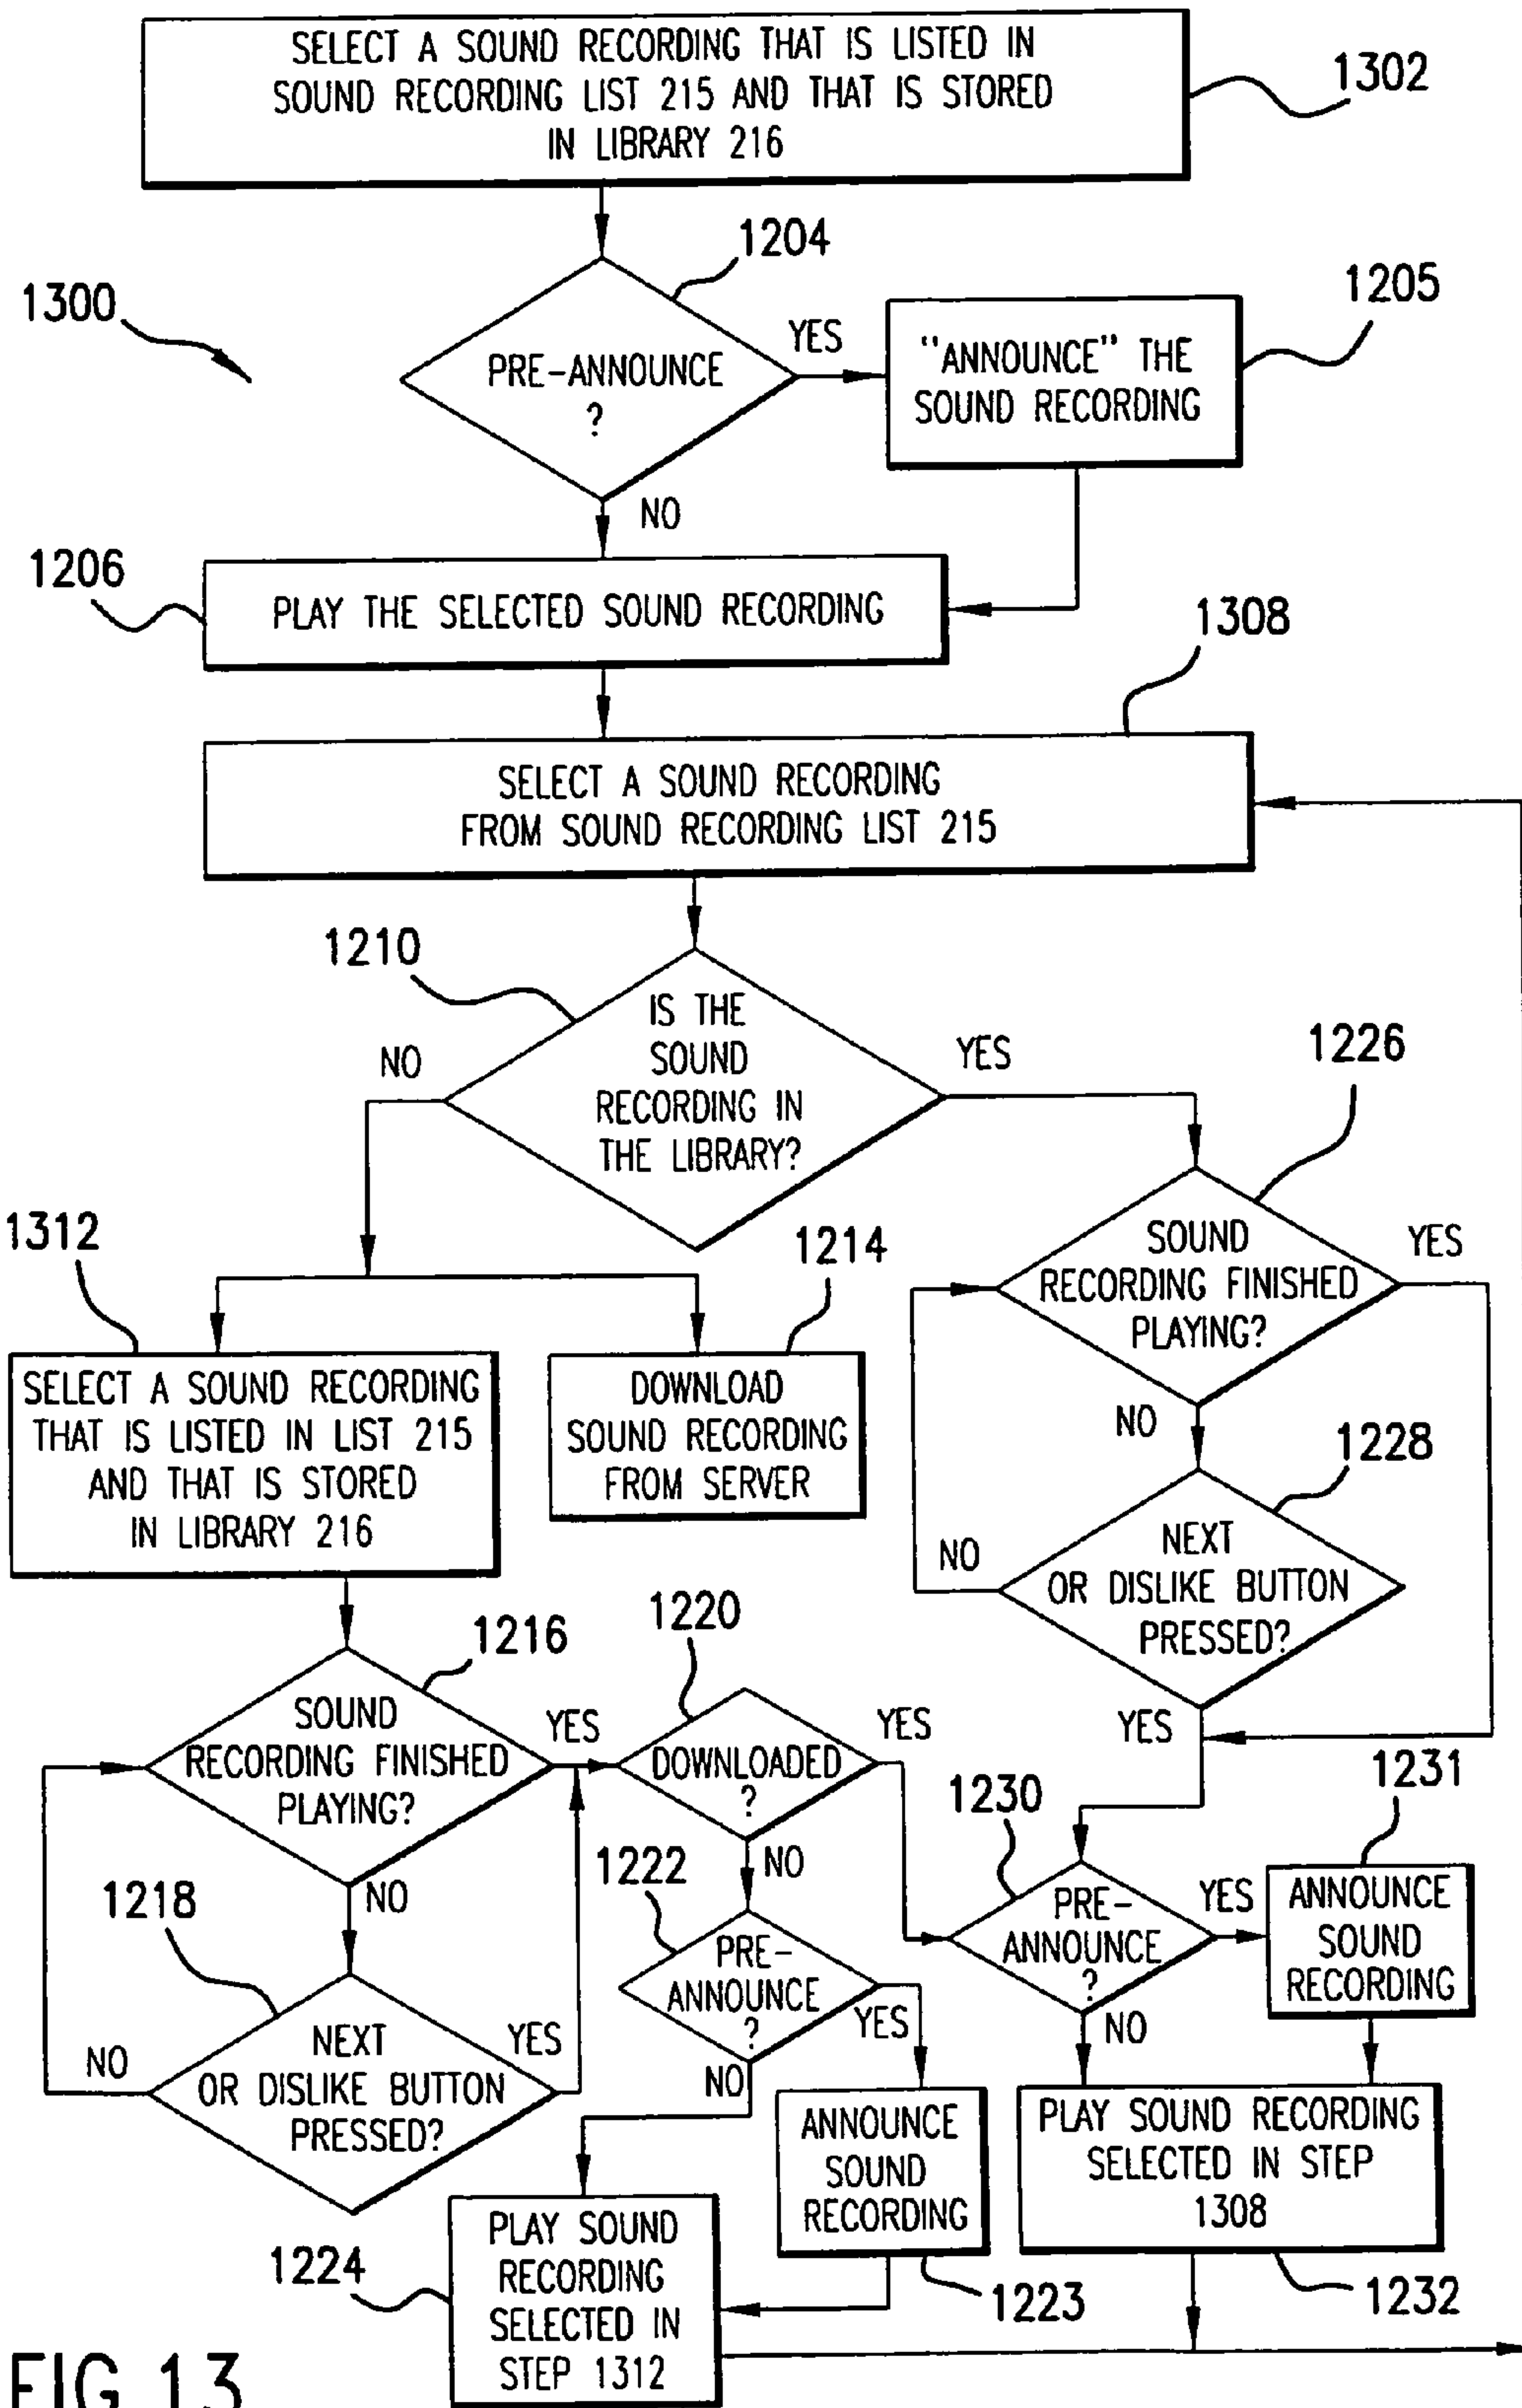 SELECT A SOUND RECORDING THAT IS LISTED IN
SOUND RECORDING LIST 215 AND THAT IS STORED
IN LIBRARY 216
1302
1204
1300
PRE-ANNOUNCE
?
YES
"ANNOUNCE" THE
SOUND RECORDING
1205
NO
1206
PLAY THE SELECTED SOUND RECORDING
1308
SELECT A SOUND RECORDING
FROM SOUND RECORDING LIST 215
1210
IS THE
SOUND
RECORDING IN
THE LIBRARY?
NO
YES
1226
SOUND
RECORDING FINISHED
PLAYING?
YES
NO
1228
NEXT
OR DISLIKE BUTTON
PRESSED?
NO
YES
1312
SELECT A SOUND RECORDING
THAT IS LISTED IN LIST 215
AND THAT IS STORED
IN LIBRARY 216
1214
DOWNLOAD
SOUND RECORDING
FROM SERVER
1216
SOUND
RECORDING FINISHED
PLAYING?
YES
NO
1218
NEXT
OR DISLIKE BUTTON
PRESSED?
NO
YES
1220
DOWNLOADED
?
YES
NO
1222
PRE-
ANNOUNCE
?
YES
NO
ANNOUNCE
SOUND
RECORDING
1223
1224
PLAY SOUND
RECORDING
SELECTED IN
STEP 1312
1230
PRE-
ANNOUNCE
?
YES
NO
1231
ANNOUNCE
SOUND
RECORDING
PLAY SOUND RECORDING
SELECTED IN STEP
1308
1232
FIG.13